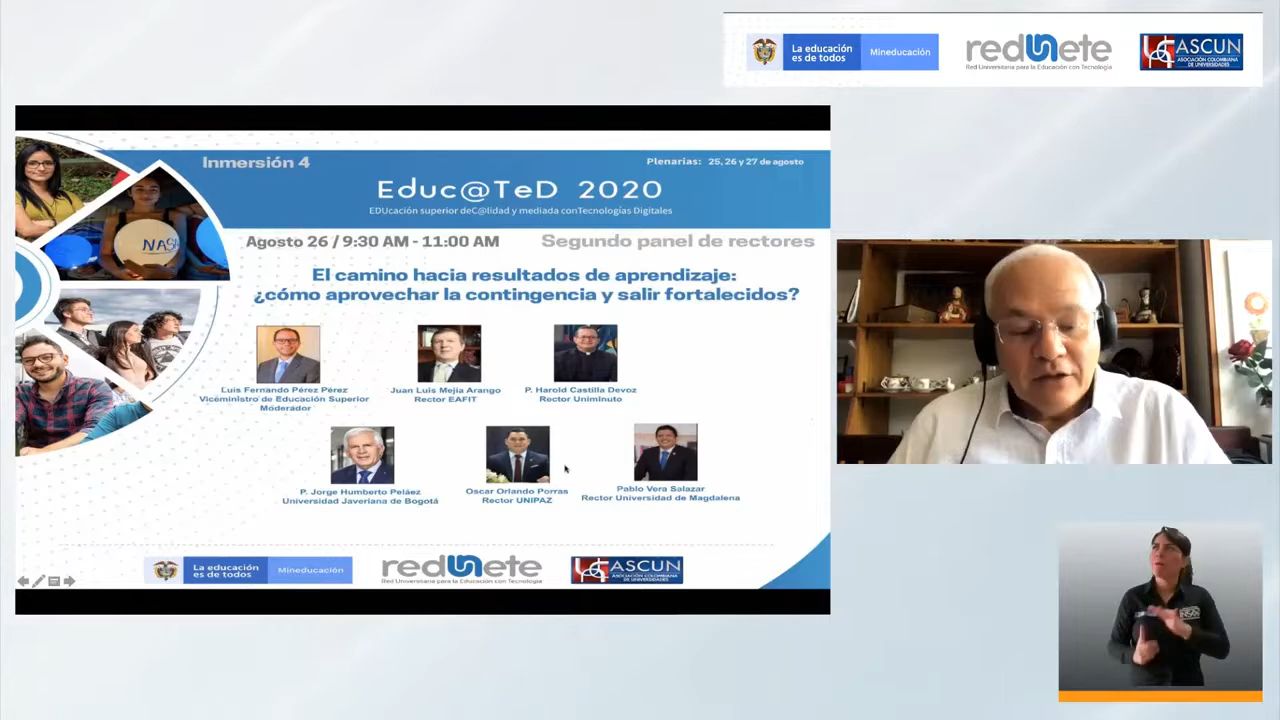 La educación
es de todos
Mineducación
redunete
Red Universitaria para la Educación con Tecnología
ASCUN
ASOCIACIÓN COLOMBIANA
DE UNIVERSIDADES
Inmersión 4
Plenarias: 25, 26 y 27 de agosto
Educ@TeD 2020
EDUcación superior deC@lidad y mediada conTecnologías Digitales
Agosto 26 / 9:30 AM - 11:00 AM
Segundo panel de rectores
El camino hacia resultados de aprendizaje:
¿cómo aprovechar la contingencia y salir fortalecidos?
NASA
Luis Fernando Pérez Pérez
Viceministro de Educación Superior
Moderador
Juan Luis Mejía Arango
Rector EAFIT
P. Harold Castilla Devoz
Rector Uniminuto
P. Jorge Humberto Peláez
Universidad Javeriana de Bogotá
Oscar Orlando Porras
Rector UNIPAZ
Pablo Vera Salazar
Rector Universidad de Magdalena
La educación
es de todos
Mineducación
redunete
Red Universitaria para la Educación con Tecnología
ASCUN
ASOCIACIÓN COLOMBIANA
DE UNIVERSIDADES